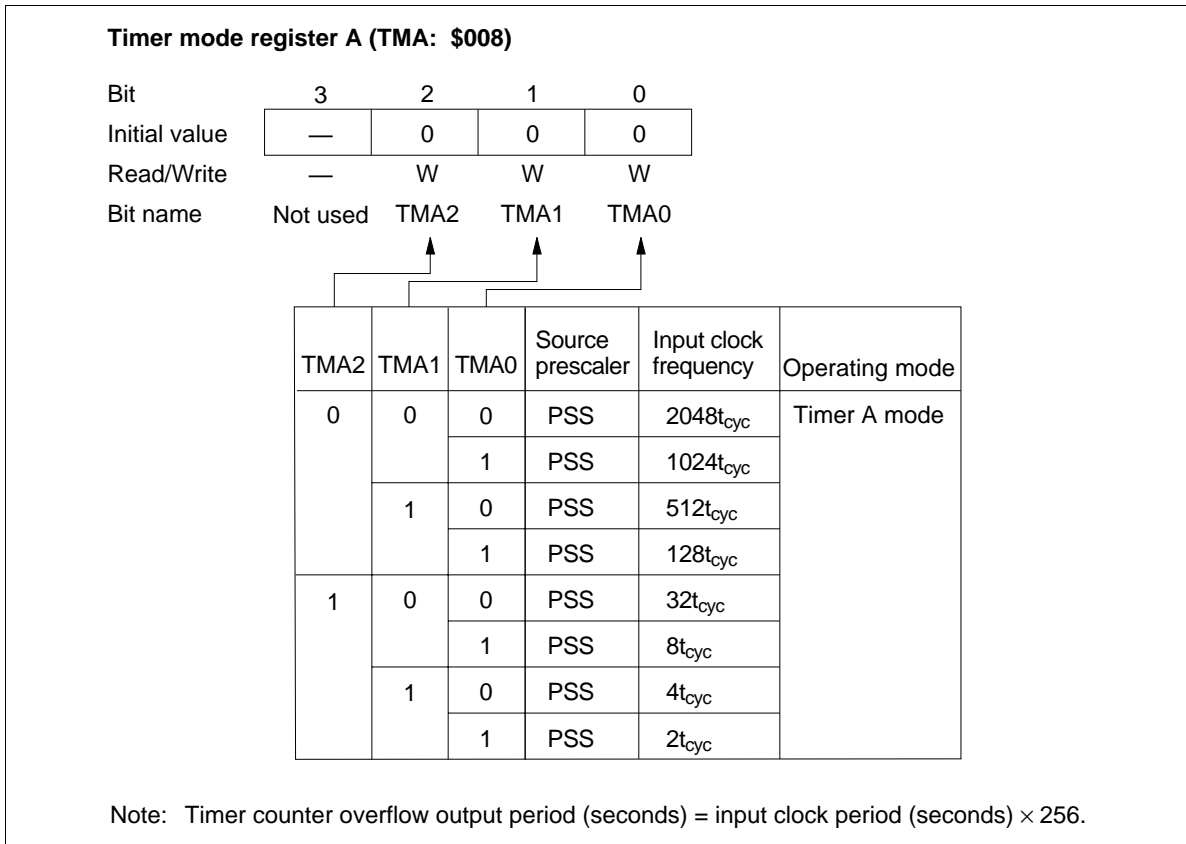 Timer mode register A (TMA: $008)
Bit 3 2 1 0
Initial value — 0 0 0
Read/Write — W W W
Bit name Not used TMA2 TMA1 TMA0
TMA2 TMA1 TMA0 Source prescaler Input clock frequency Operating mode
0 0 0 PSS 2048tcyc Timer A mode
1 PSS 1024tcyc
1 0 PSS 512tcyc
1 PSS 128tcyc
1 0 0 PSS 32tcyc
1 PSS 8tcyc
1 0 PSS 4tcyc
1 PSS 2tcyc
Note: Timer counter overflow output period (seconds) = input clock period (seconds) × 256.